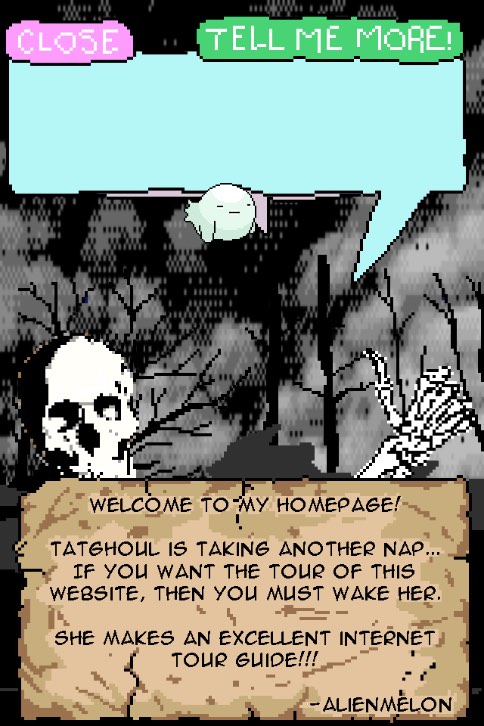 CLOSE
TELL ME MORE!
WELCOME TO MY HOMEPAGE!
TATGHOUL IS TAKING ANOTHER NAP...
IF YOU WANT THE TOUR OF THIS
WEBSITE, THEN YOU MUST WAKE HER.
SHE MAKES AN EXCELLENT INTERNET
TOUR GUIDE!!!
-ALIENMELON